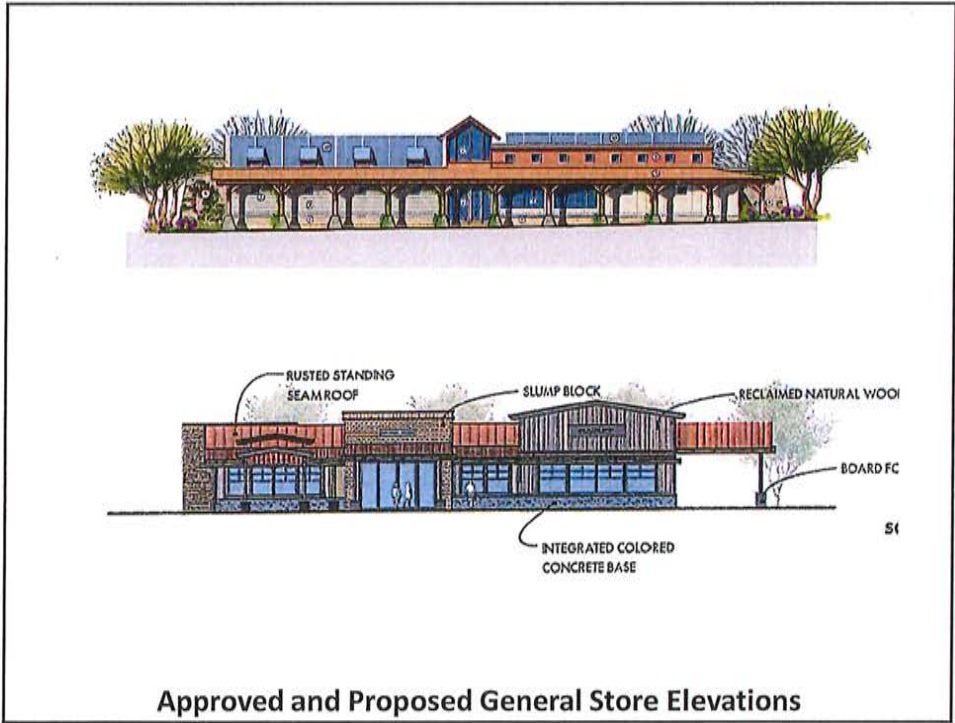 RUSTED STANDING
SEAM ROOF
SLUMP BLOCK
RECLAIMED NATURAL WOO
BOARD FO
S(
INTEGRATED COLORED
CONCRETE BASE
Approved and Proposed General Store Elevations